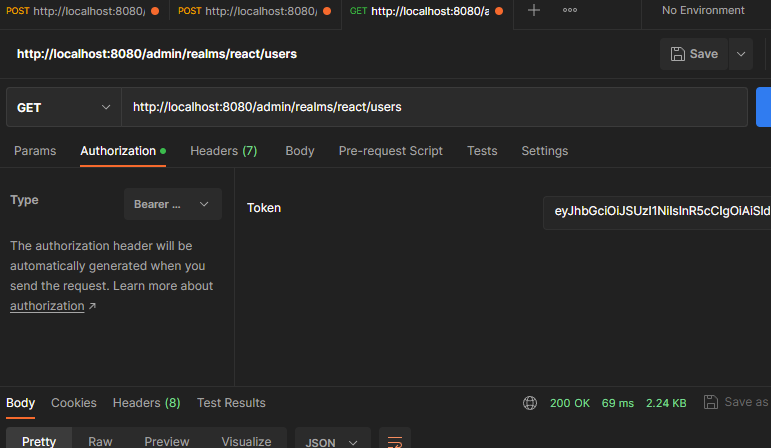 POST http://localhost:8080/
POST http://localhost:8080/
GET http://localhost:8080/a
No Environment
http://localhost:8080/admin/realms/react/users
Save
GET
http://localhost:8080/admin/realms/react/users
Params
Authorization
Headers (7)
Body
Pre-request Script
Tests
Settings
Type
Bearer ...
Token
The authorization header will be
automatically generated when you
send the request. Learn more about
authorization ↗
Body
Cookies
Headers (8)
Test Results
200 OK
69 ms
2.24 KB
Save as
Pretty
Raw
Preview
Visualize
JSON